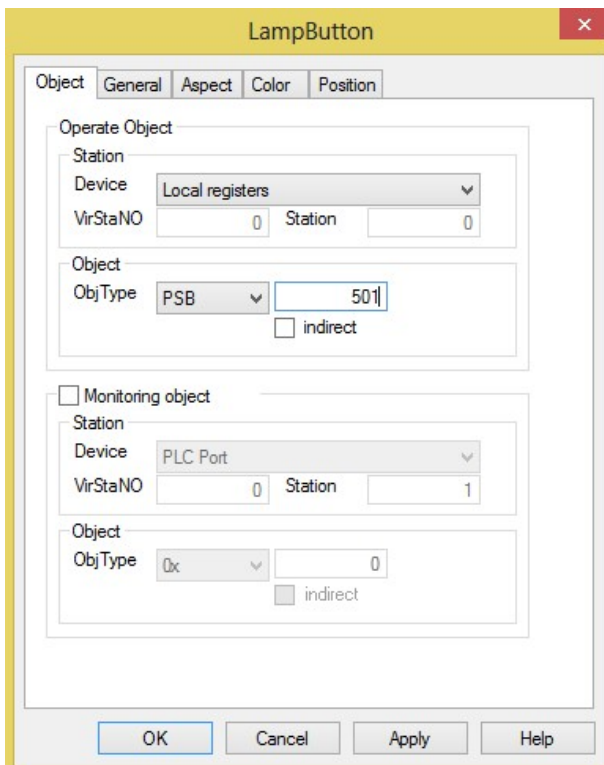 LampButton
Object General Aspect Color Position
Operate Object
Station
Device Local registers
VirStaNO 0 Station 0
Object
ObjType PSB 501
indirect
Monitoring object
Station
Device PLC Port
VirStaNO 0 Station 1
Object
ObjType 0x 0
indirect
OK Cancel Apply Help